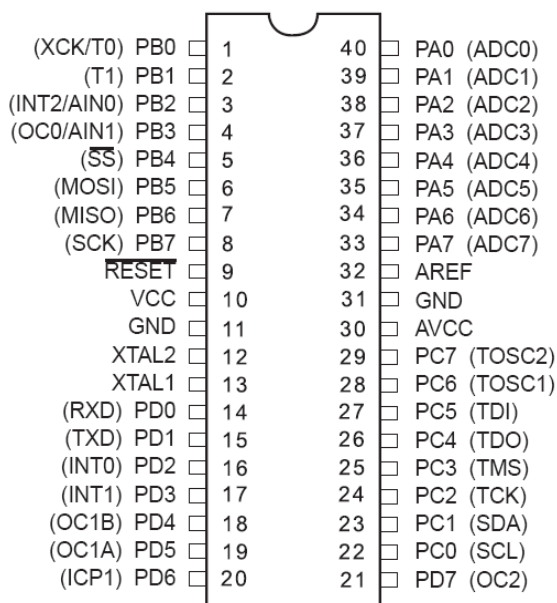 (XCK/T0) PB0 1 40 PA0 (ADC0)
(T1) PB1 2 39 PA1 (ADC1)
(INT2/AIN0) PB2 3 38 PA2 (ADC2)
(OC0/AIN1) PB3 4 37 PA3 (ADC3)
(SS) PB4 5 36 PA4 (ADC4)
(MOSI) PB5 6 35 PA5 (ADC5)
(MISO) PB6 7 34 PA6 (ADC6)
(SCK) PB7 8 33 PA7 (ADC7)
RESET 9 32 AREF
VCC 10 31 GND
GND 11 30 AVCC
XTAL2 12 29 PC7 (TOSC2)
XTAL1 13 28 PC6 (TOSC1)
(RXD) PD0 14 27 PC5 (TDI)
(TXD) PD1 15 26 PC4 (TDO)
(INT0) PD2 16 25 PC3 (TMS)
(INT1) PD3 17 24 PC2 (TCK)
(OC1B) PD4 18 23 PC1 (SDA)
(OC1A) PD5 19 22 PC0 (SCL)
(ICP1) PD6 20 21 PD7 (OC2)